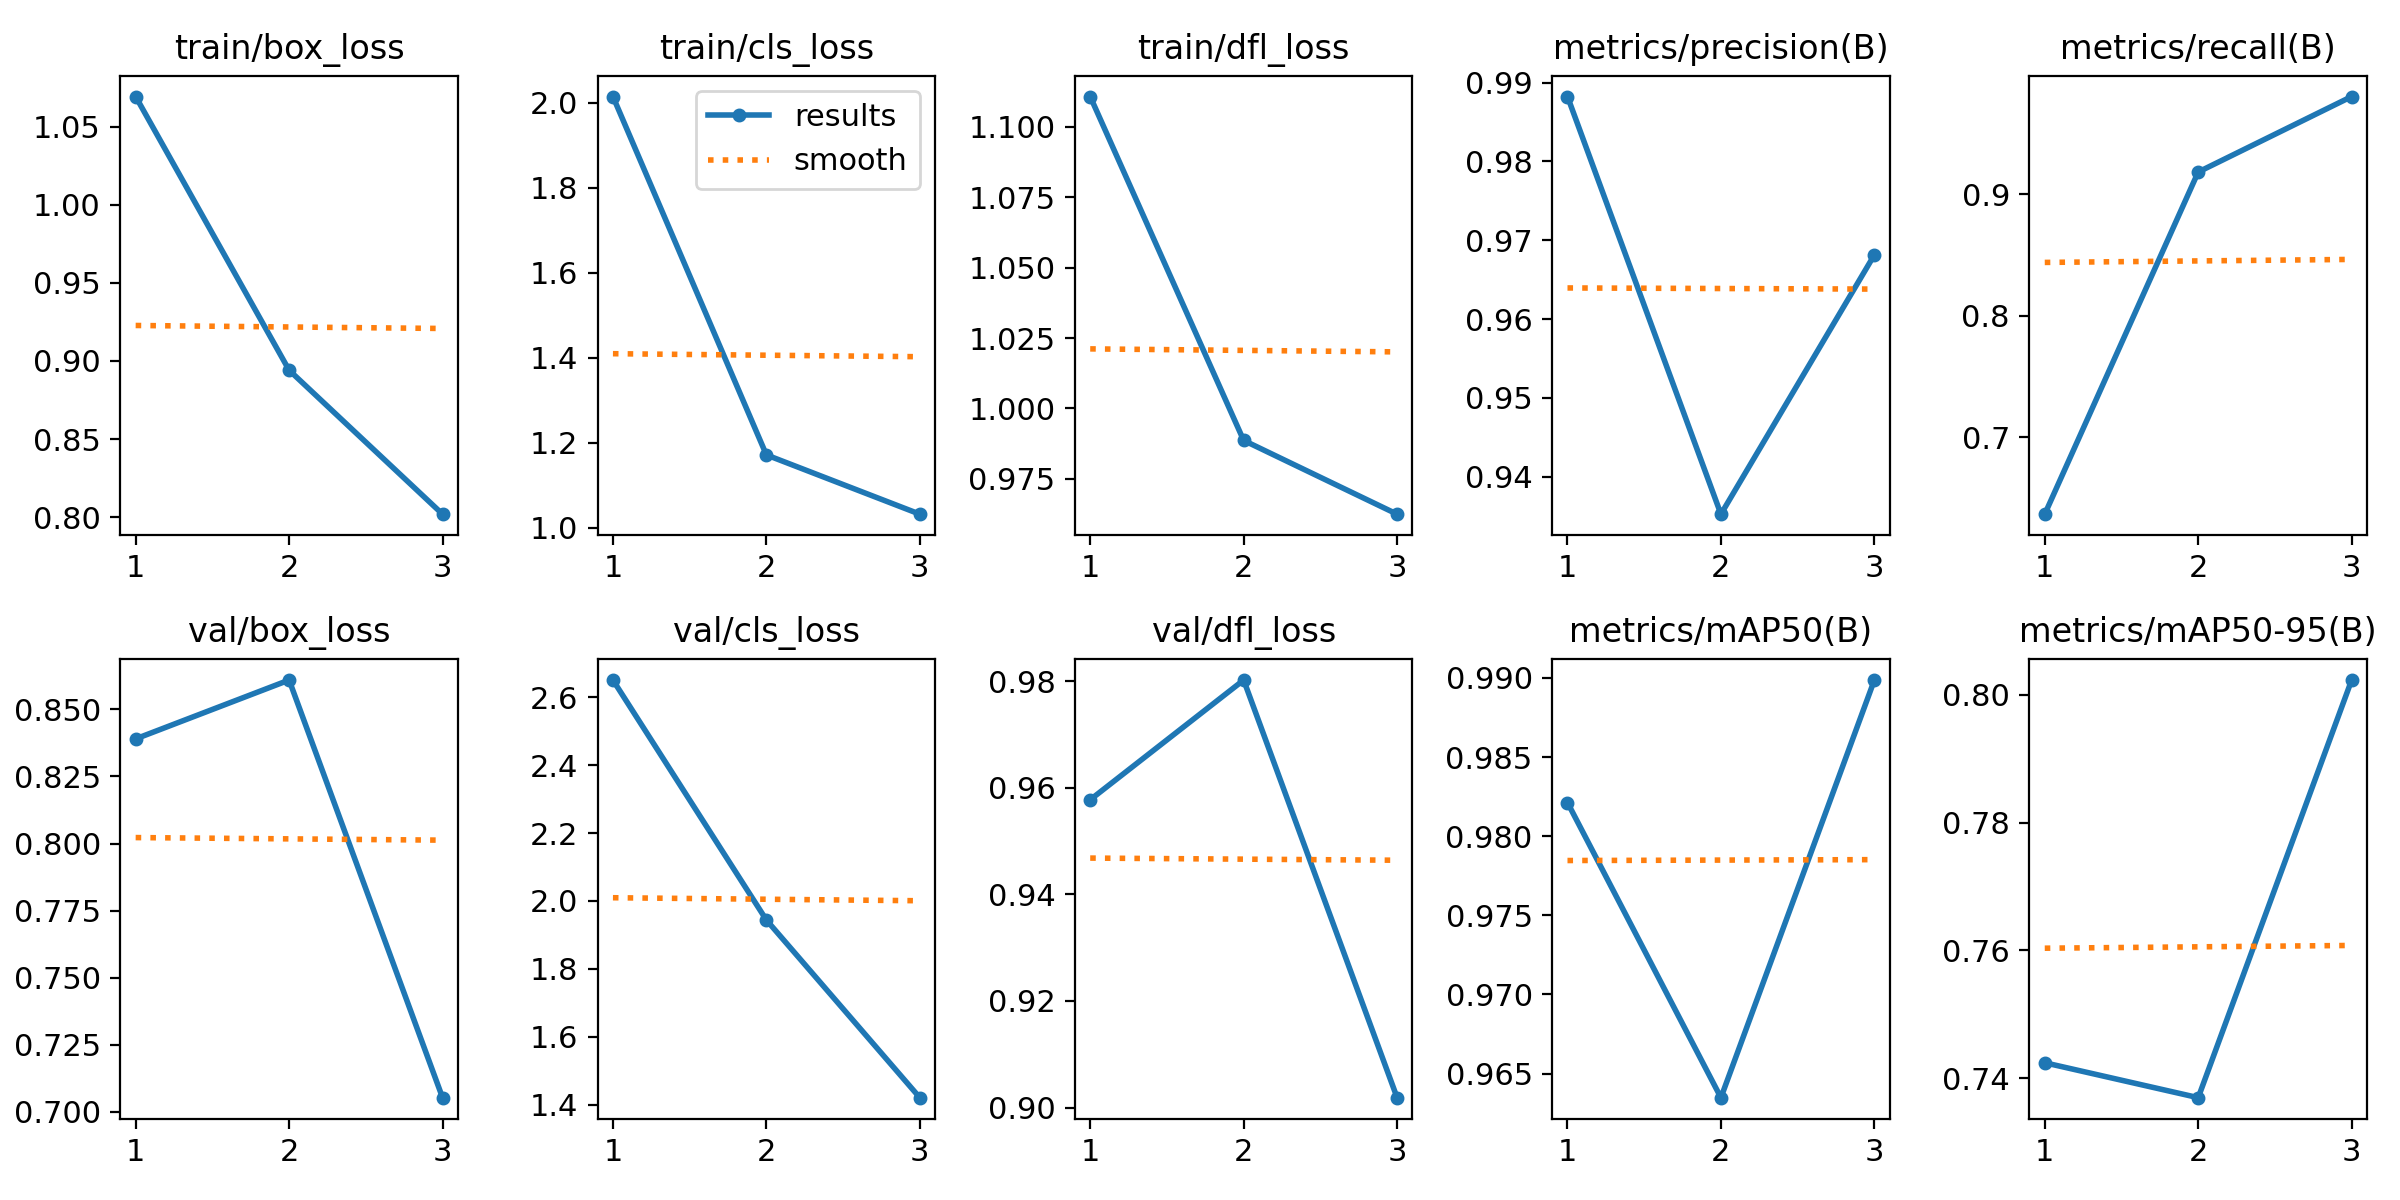 train/box_loss
1.05
1.00
0.95
0.90
0.85
0.80
1 2 3
train/cls_loss
results
smooth
2.0
1.8
1.6
1.4
1.2
1.0
1 2 3
train/dfl_loss
1.100
1.075
1.050
1.025
1.000
0.975
1 2 3
metrics/precision(B)
0.99
0.98
0.97
0.96
0.95
0.94
1 2 3
metrics/recall(B)
0.9
0.8
0.7
1 2 3
val/box_loss
0.850
0.825
0.800
0.775
0.750
0.725
0.700
1 2 3
val/cls_loss
2.6
2.4
2.2
2.0
1.8
1.6
1.4
1 2 3
val/dfl_loss
0.98
0.96
0.94
0.92
0.90
1 2 3
metrics/mAP50(B)
0.990
0.985
0.980
0.975
0.970
0.965
1 2 3
metrics/mAP50-95(B)
0.80
0.78
0.76
0.74
1 2 3